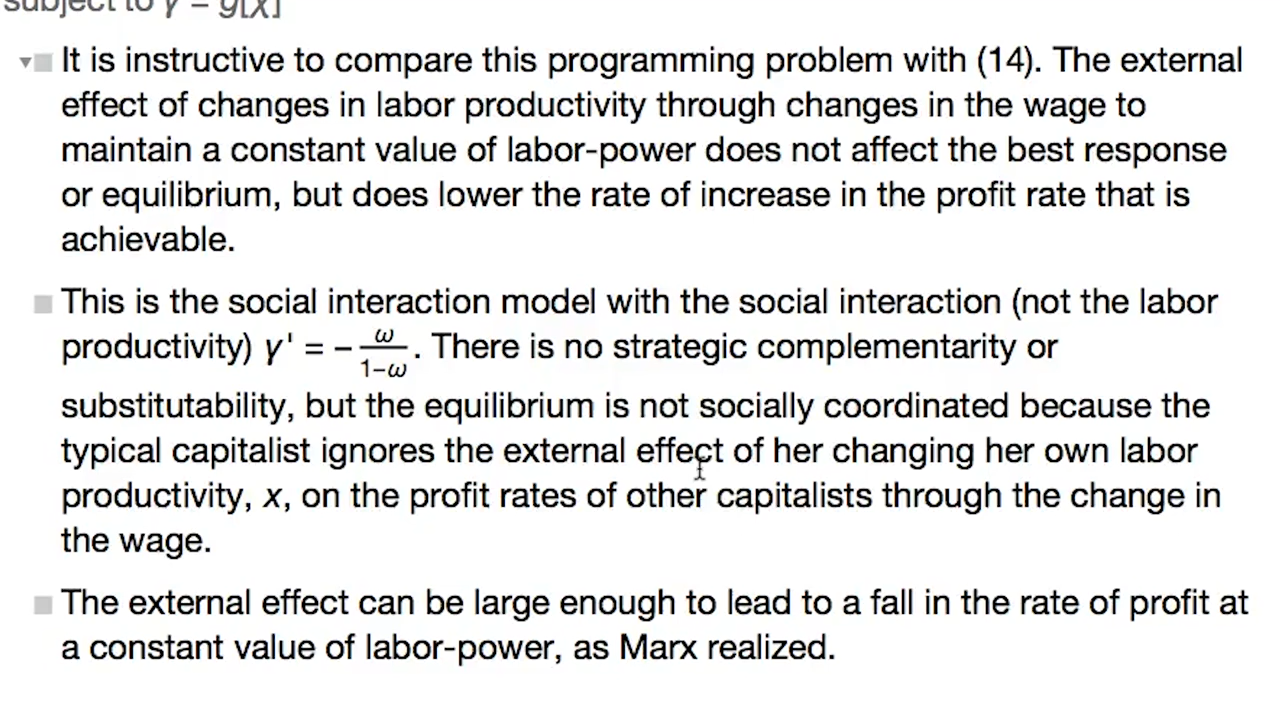 subject to γ = g[x]
It is instructive to compare this programming problem with (14). The external
effect of changes in labor productivity through changes in the wage to
maintain a constant value of labor-power does not affect the best response
or equilibrium, but does lower the rate of increase in the profit rate that is
achievable.
This is the social interaction model with the social interaction (not the labor
productivity) γ' = − ω/1−ω. There is no strategic complementarity or
substitutability, but the equilibrium is not socially coordinated because the
typical capitalist ignores the external effect of her changing her own labor
productivity, x, on the profit rates of other capitalists through the change in
the wage.
The external effect can be large enough to lead to a fall in the rate of profit at
a constant value of labor-power, as Marx realized.